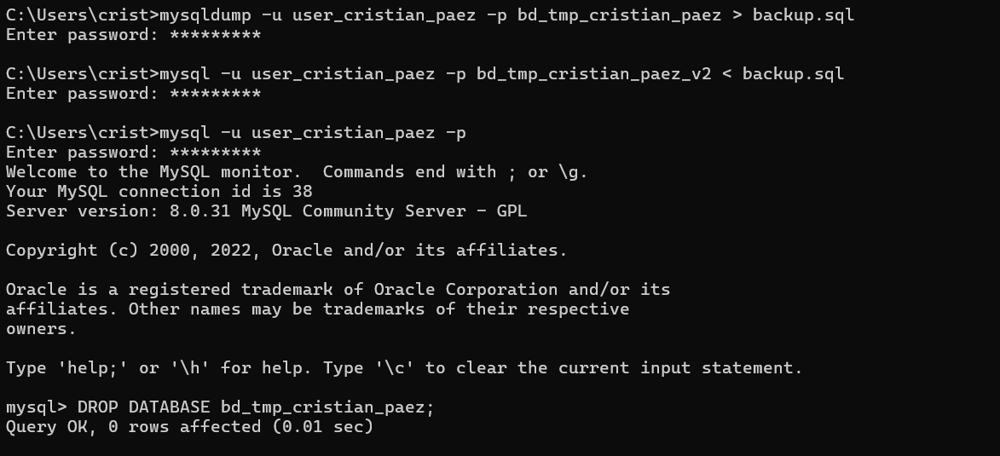 C:\Users\crist>mysqldump -u user_cristian_paez -p bd_tmp_cristian_paez > backup.sql
Enter password: *********
C:\Users\crist>mysql -u user_cristian_paez -p bd_tmp_cristian_paez_v2 < backup.sql
Enter password: *********
C:\Users\crist>mysql -u user_cristian_paez -p
Enter password: *********
Welcome to the MySQL monitor.  Commands end with ; or \g.
Your MySQL connection id is 38
Server version: 8.0.31 MySQL Community Server - GPL
Copyright (c) 2000, 2022, Oracle and/or its affiliates.
Oracle is a registered trademark of Oracle Corporation and/or its
affiliates. Other names may be trademarks of their respective
owners.
Type 'help;' or '\h' for help. Type '\c' to clear the current input statement.
mysql> DROP DATABASE bd_tmp_cristian_paez;
Query OK, 0 rows affected (0.01 sec)